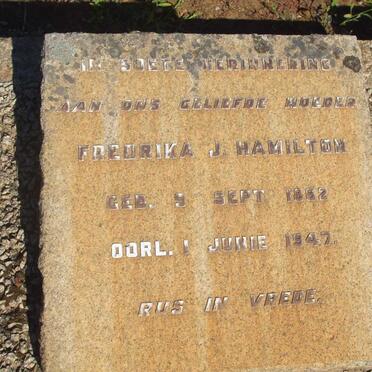 IN SOETE HERINNERING
AAN ONS GELIEFDE MOEDER
FREDRIKA J. HAMILTON
GEB. 9 SEPT. 1862
OORL. 1 JUNIE 1947.
RUS IN VREDE.